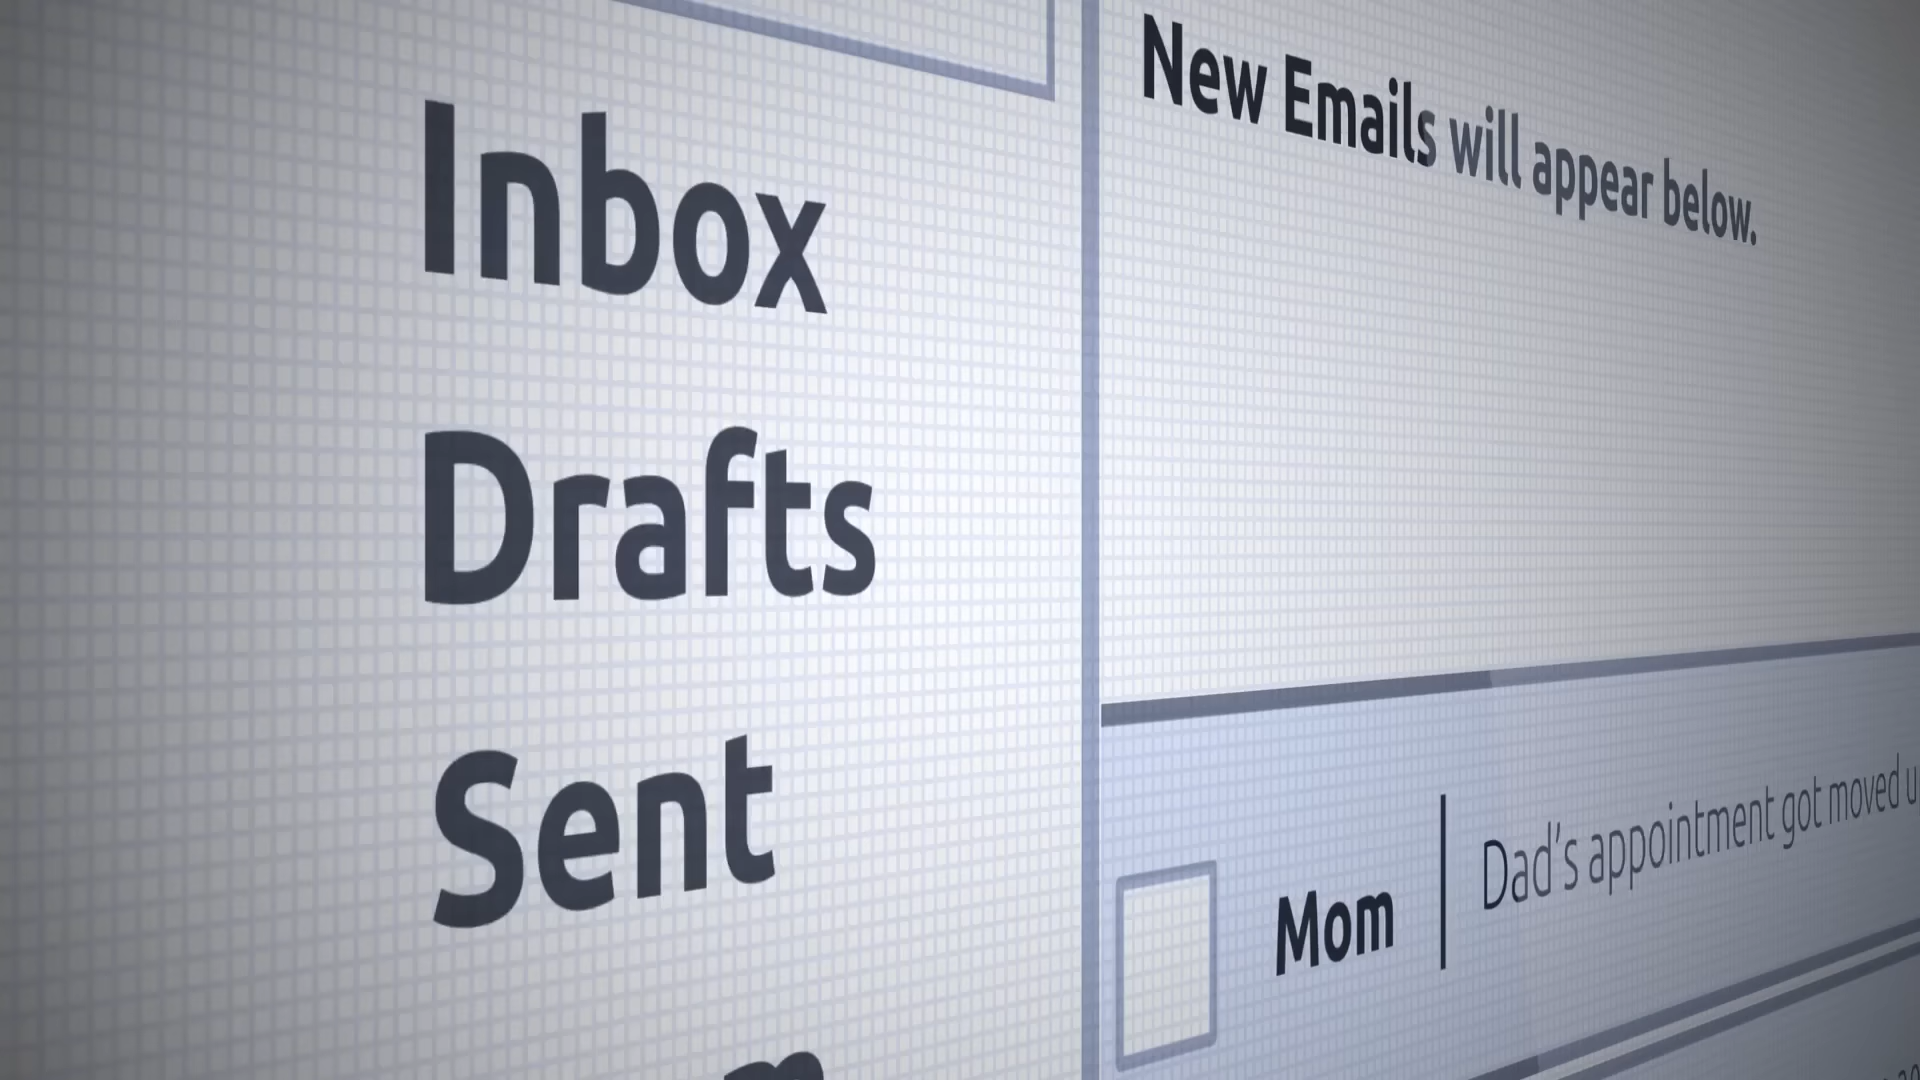 Inbox
Drafts
Sent
New Emails will appear below.
Mom
Dad's appointment got moved